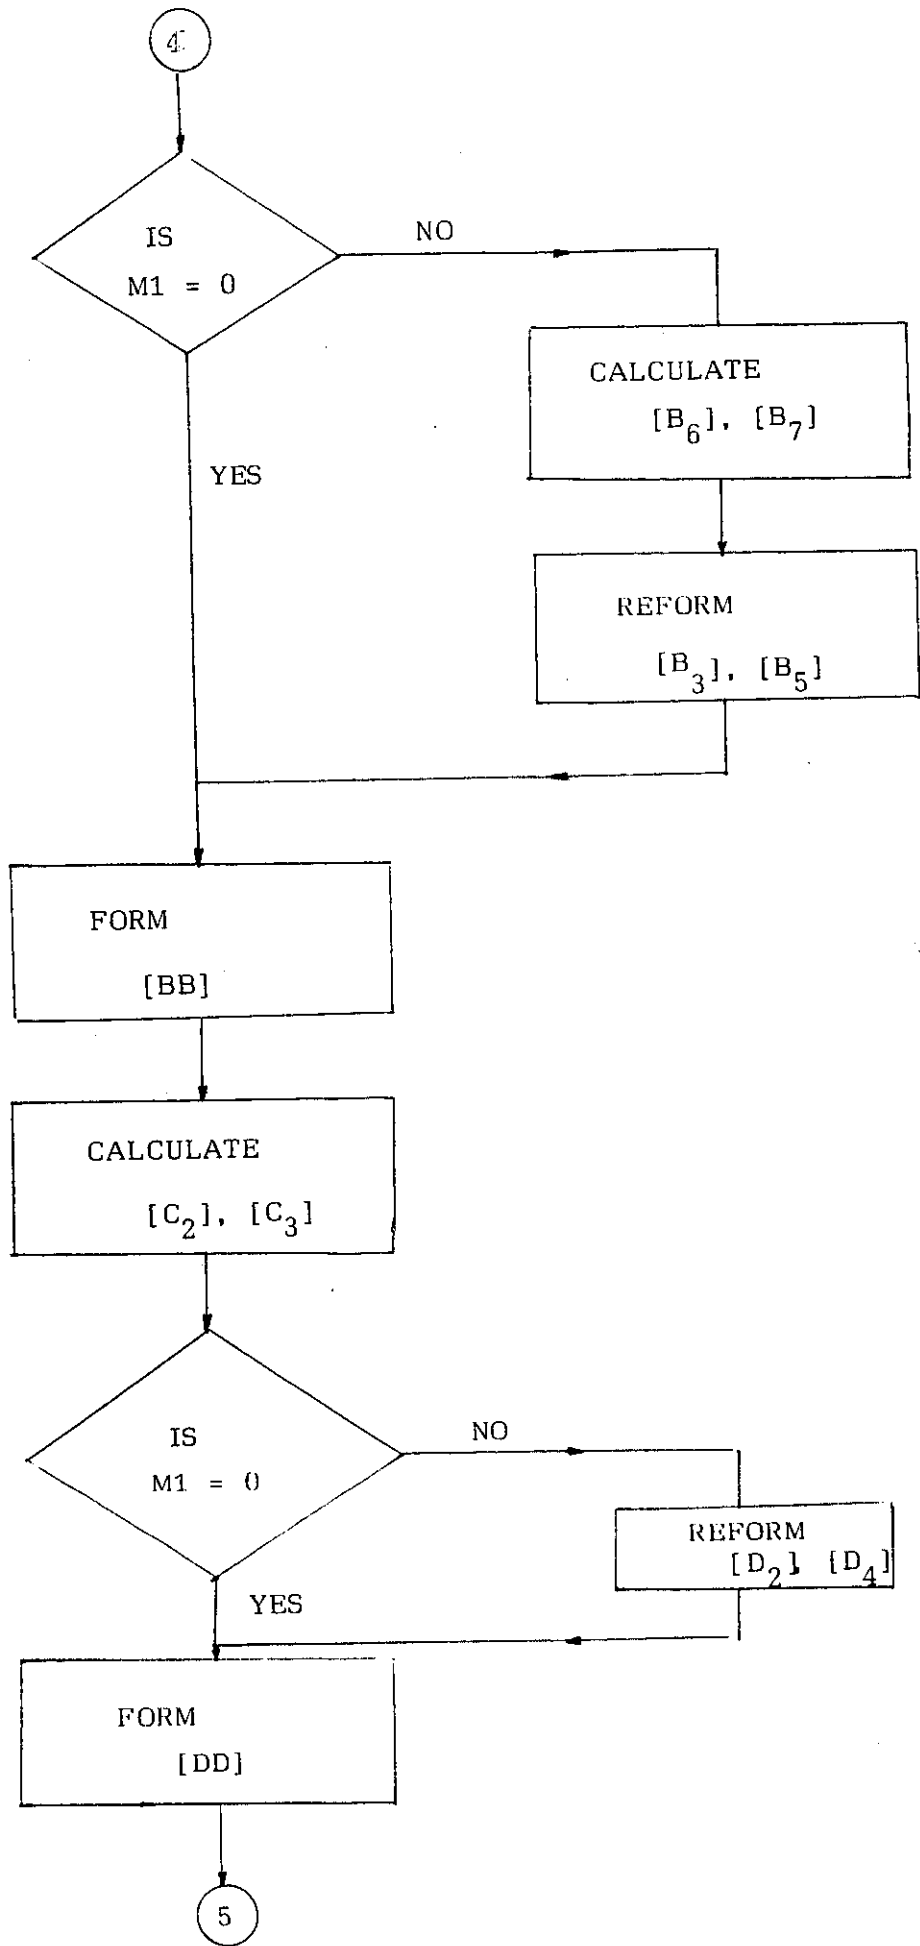 4
IS
M1 = 0
NO
CALCULATE
[B6], [B7]
YES
REFORM
[B3], [B5]
FORM
[BB]
CALCULATE
[C2], [C3]
IS
M1 = 0
NO
REFORM
[D2], [D4]
YES
FORM
[DD]
5